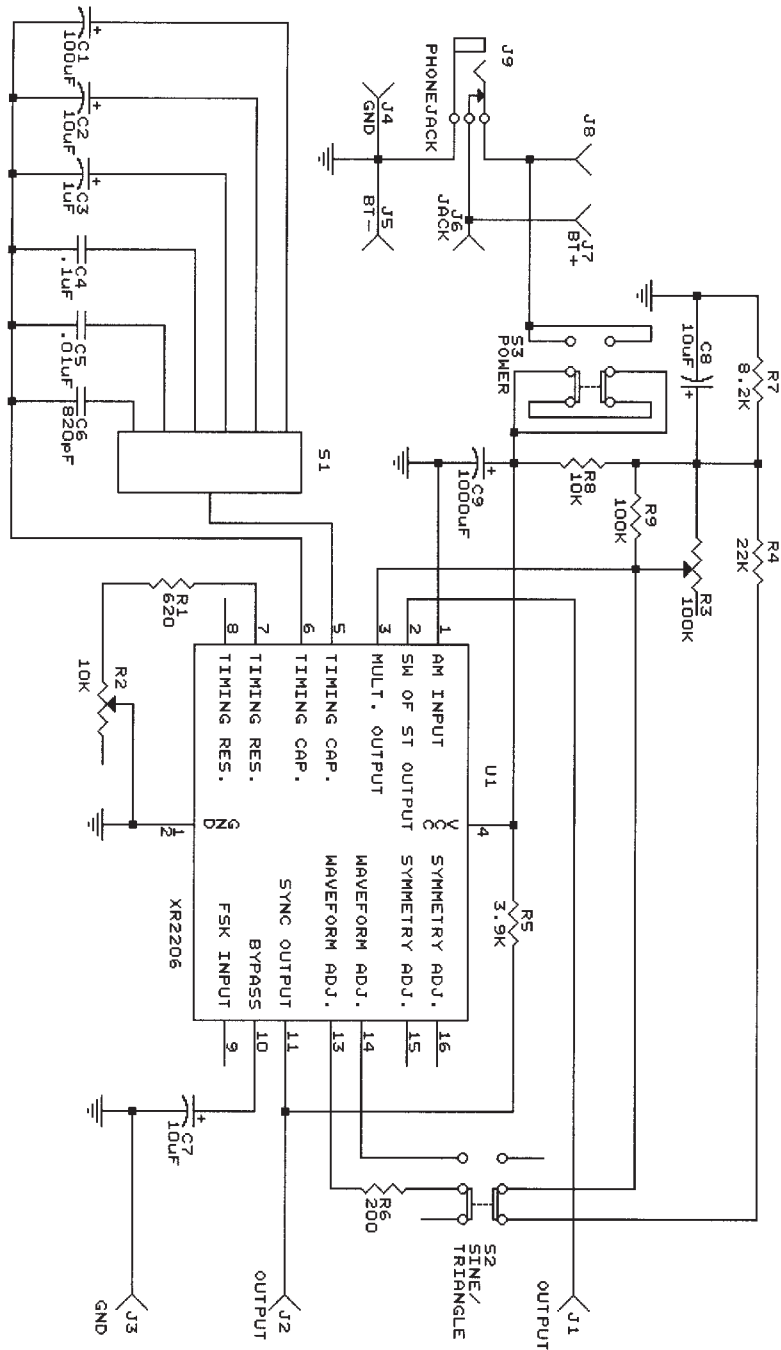 C1
100uF
C2
10uF
C3
1uF
C4
.1uF
C5
.01uF
C6
820pF
+
+
+
S1
J9
PHONEJACK
J4
GND
J5
BT-
J6
JACK
J8
J7
BT+
S3
POWER
C8
10uF
+
R7
8.2K
R4
22K
R8
10K
R9
100K
R3
100K
C9
1000uF
+
R1
620
R2
10K
U1
XR2206
1
AM INPUT
2
SW OF ST OUTPUT
3
MULT. OUTPUT
5
TIMING CAP.
6
TIMING CAP.
7
TIMING RES.
8
TIMING RES.
4
VCC
GND
12
16
SYMMETRY ADJ.
15
SYMMETRY ADJ.
14
WAVEFORM ADJ.
13
WAVEFORM ADJ.
11
SYNC OUTPUT
10
BYPASS
9
FSK INPUT
R5
3.9K
C7
10uF
+
R6
200
S2
SINE/
TRIANGLE
J1
OUTPUT
J2
OUTPUT
J3
GND